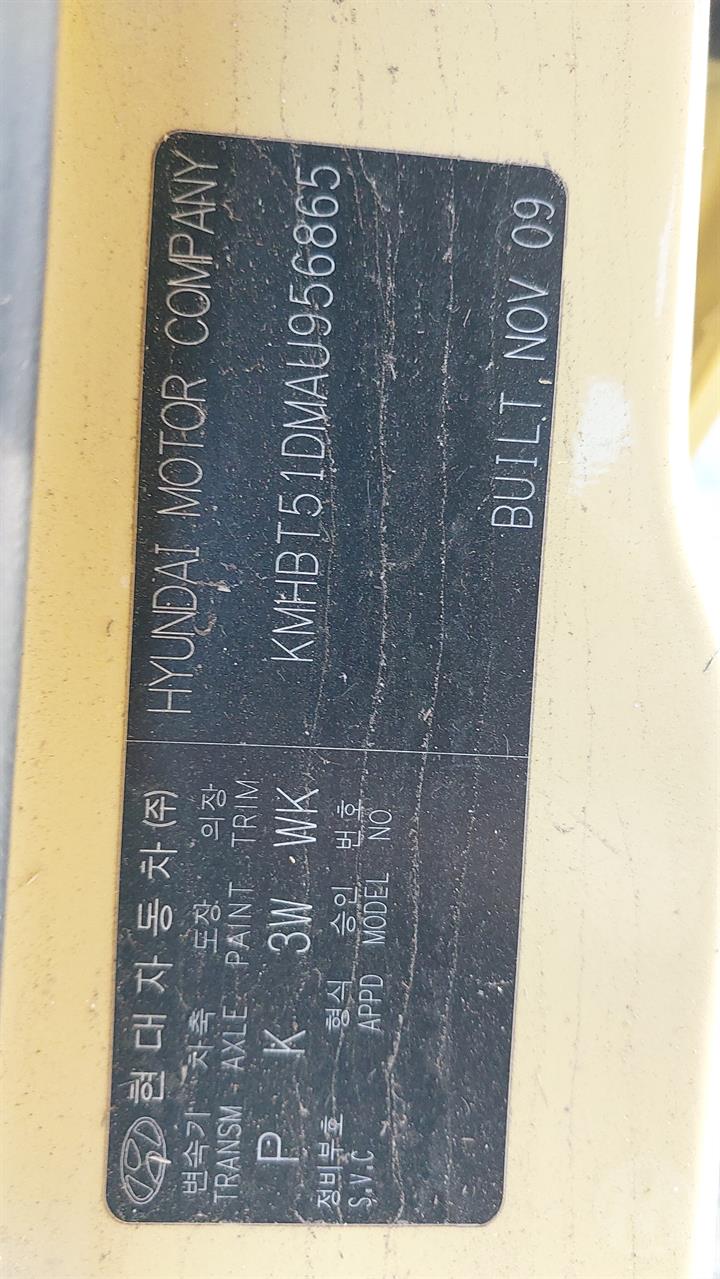 현대자동차(주)
변속기 차축 도장 의장
TRANSM AXLE PAINT TRIM
P K 3W WK
정비부호 형식 승인 번호
S.V.C APPD MODEL NO
HYUNDAI MOTOR COMPANY
KMHBT51DMAU956865
BUILT NOV 09